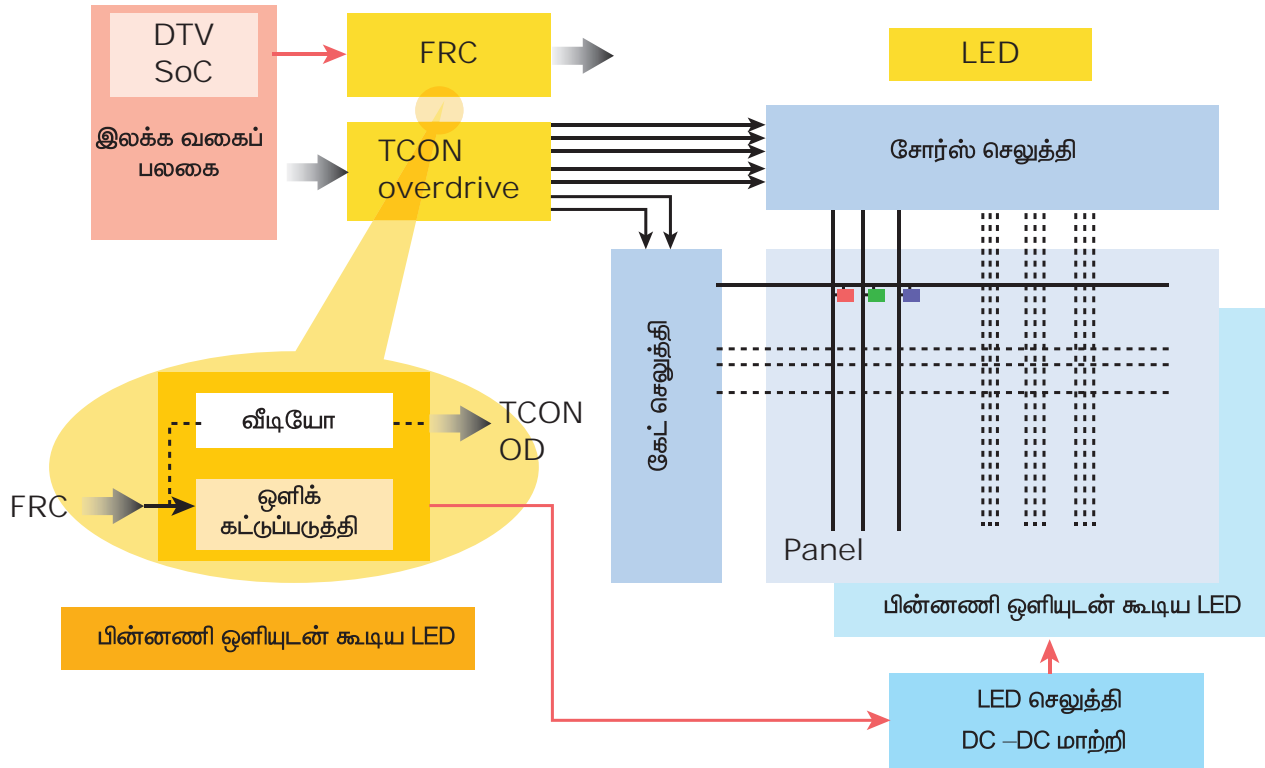 DTV
SoC
இலக்க வகைப்
பலகை
FRC
LED
TCON
overdrive
சோர்ஸ் செலுத்தி
கேட் செலுத்தி
Panel
வீடியோ
TCON
OD
FRC
ஒளிக்
கட்டுப்படுத்தி
பின்னணி ஒளியுடன் கூடிய LED
பின்னணி ஒளியுடன் கூடிய LED
LED செலுத்தி
DC –DC மாற்றி